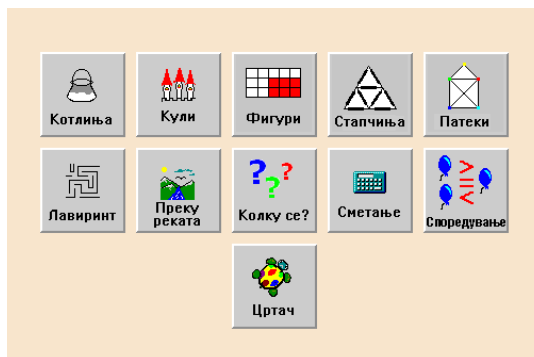 Котлиња
Кули
Фигури
Стапчиња
Патеки
Лавиринт
Преку
реката
Колку се?
Сметање
Споредување
Цртач